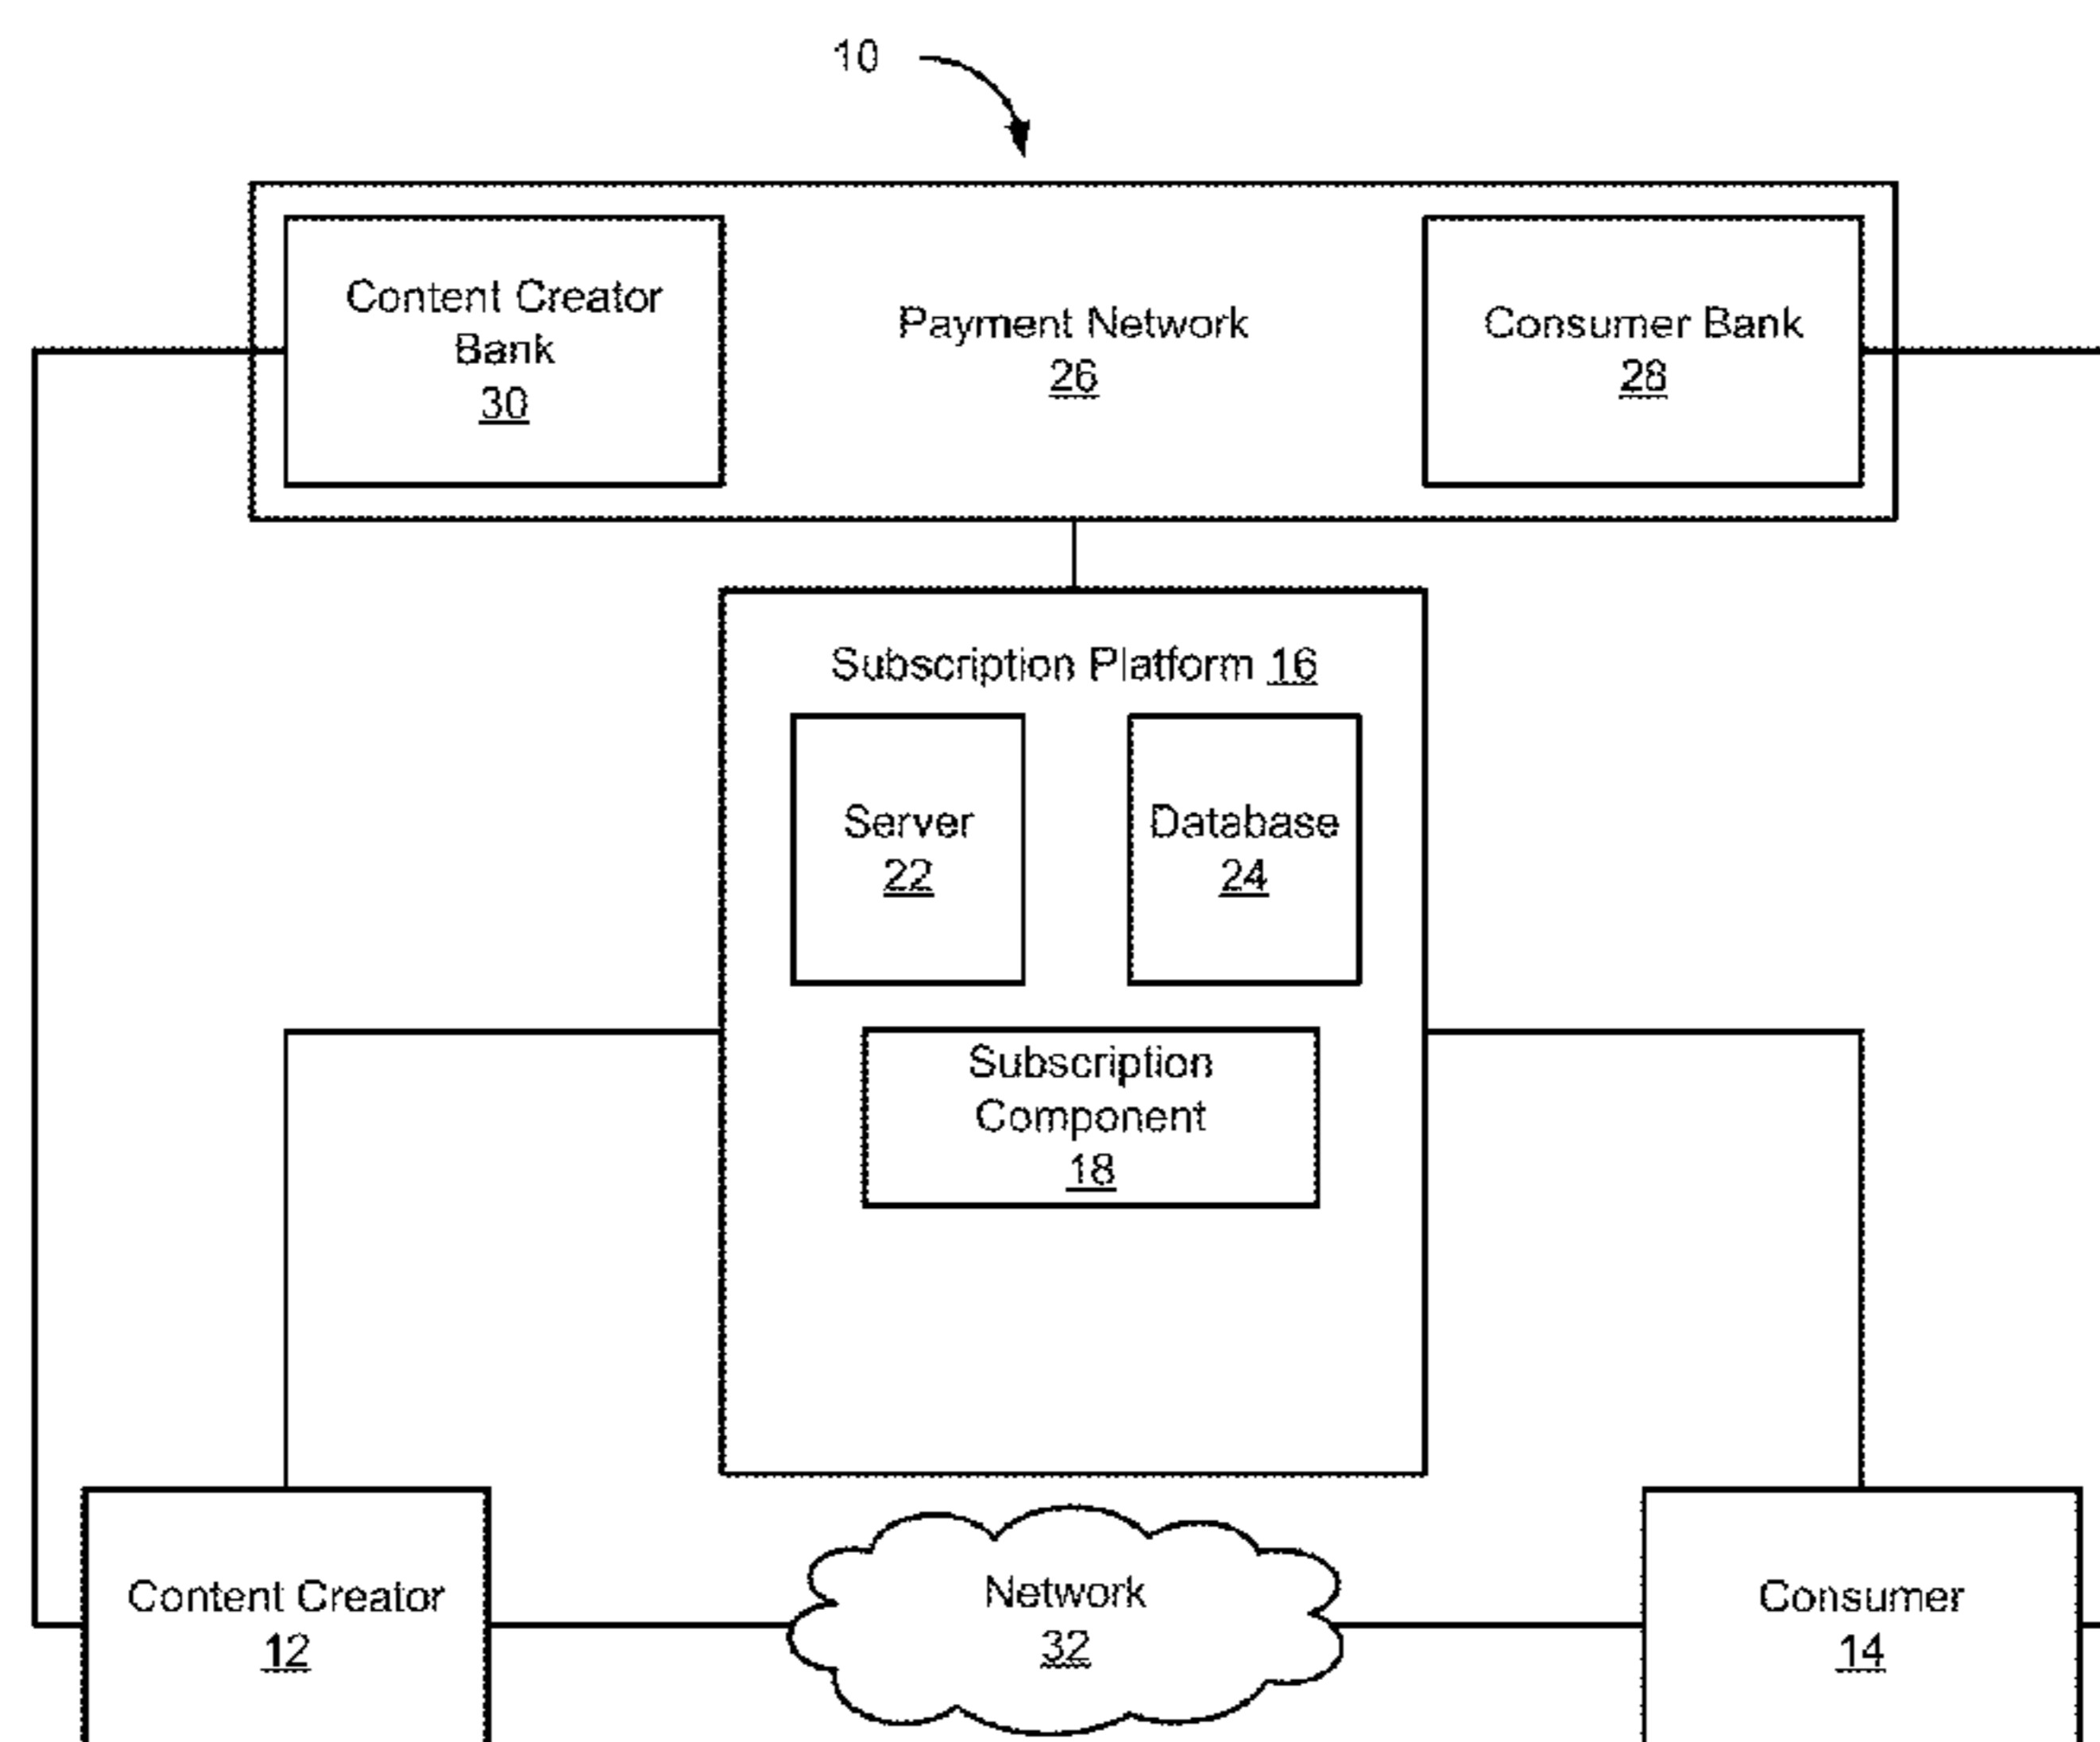 10
Content Creator
Bank
30
Payment Network
26
Consumer Bank
28
Subscription Platform 16
Server
22
Database
24
Subscription
Component
18
Content Creator
12
Network
32
Consumer
14